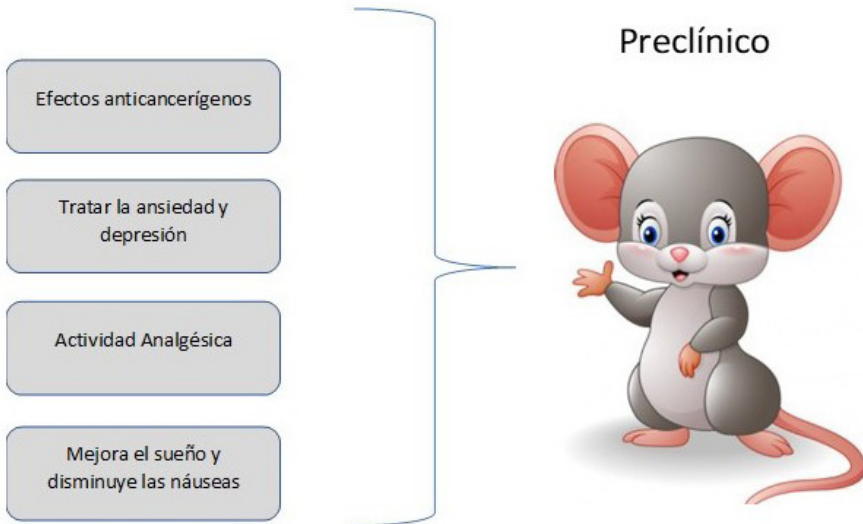 Preclínico
Efectos anticancerígenos
Tratar la ansiedad y
depresión
Actividad Analgésica
Mejora el sueño y
disminuye las náuseas